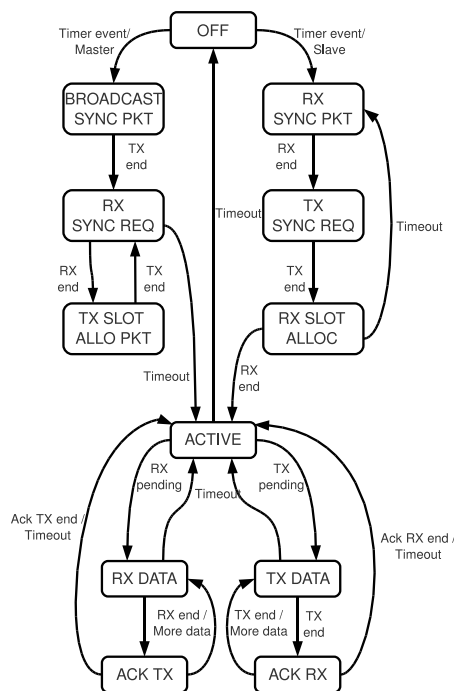 OFF
Timer event/
Master
Timer event/
Slave
BROADCAST
SYNC PKT
RX
SYNC PKT
TX
end
RX
end
RX
SYNC REQ
Timeout
TX
SYNC REQ
Timeout
RX
end
TX
end
TX
end
TX SLOT
ALLO PKT
RX SLOT
ALLOC
Timeout
RX
end
ACTIVE
RX
pending
TX
pending
Timeout
Ack TX end /
Timeout
Ack RX end /
Timeout
RX DATA
TX DATA
RX end /
More data
TX end /
More data
TX
end
ACK TX
ACK RX